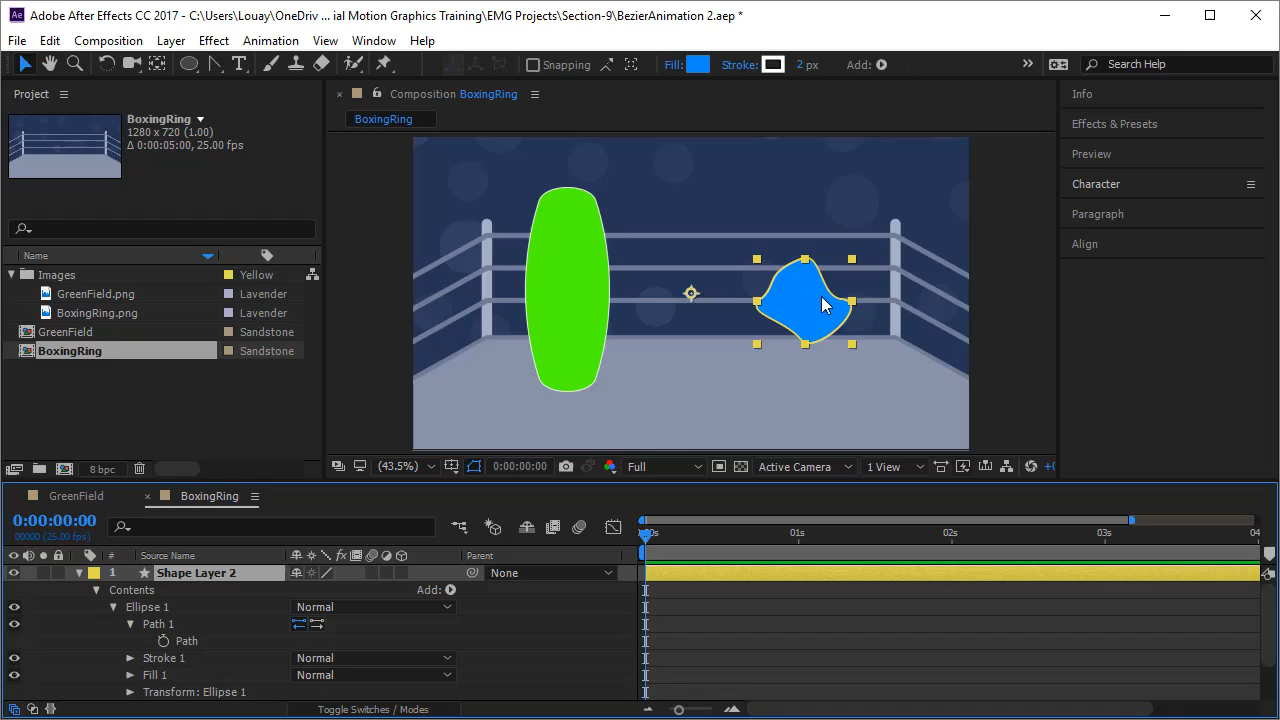 Adobe After Effects CC 2017 - C:\Users\Louay\OneDriv ... ial Motion Graphics Training\EMG Projects\Section-9\BezierAnimation 2.aep *
File Edit Composition Layer Effect Animation View Window Help
Snapping Fill: Stroke: 2 px Add: Search Help
Project
Composition BoxingRing
Info
BoxingRing
1280 x 720 (1.00)
Δ 0:00:05:00, 25.00 fps
BoxingRing
Effects & Presets
Preview
Character
Paragraph
Align
Name
Images Yellow
GreenField.png Lavender
BoxingRing.png Lavender
GreenField Sandstone
BoxingRing Sandstone
8 bpc
(43.5%) 0:00:00:00 Full Active Camera 1 View +0
GreenField BoxingRing
0:00:00:00
00000 (25.00 fps)
:00s 01s 02s 03s 04
# Source Name Parent
1 Shape Layer 2 None
Contents Add:
Ellipse 1 Normal
Path 1
Path
Stroke 1 Normal
Fill 1 Normal
Transform: Ellipse 1
Toggle Switches / Modes